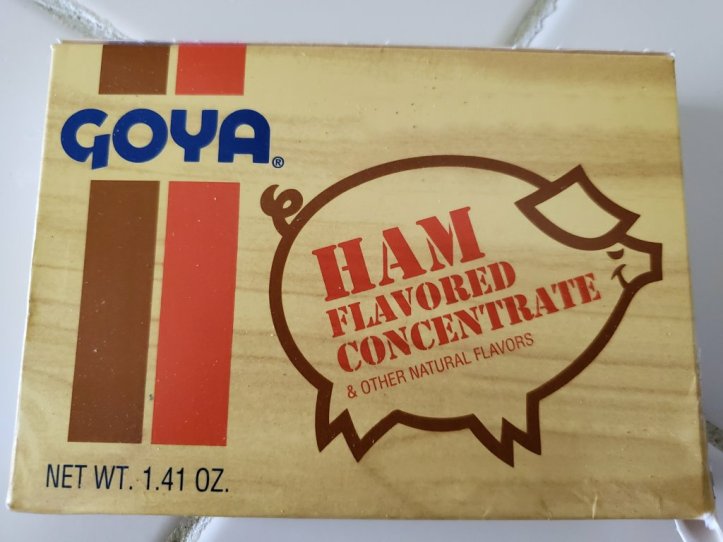 GOYA®
HAM
FLAVORED
CONCENTRATE
& OTHER NATURAL FLAVORS
NET WT. 1.41 OZ.